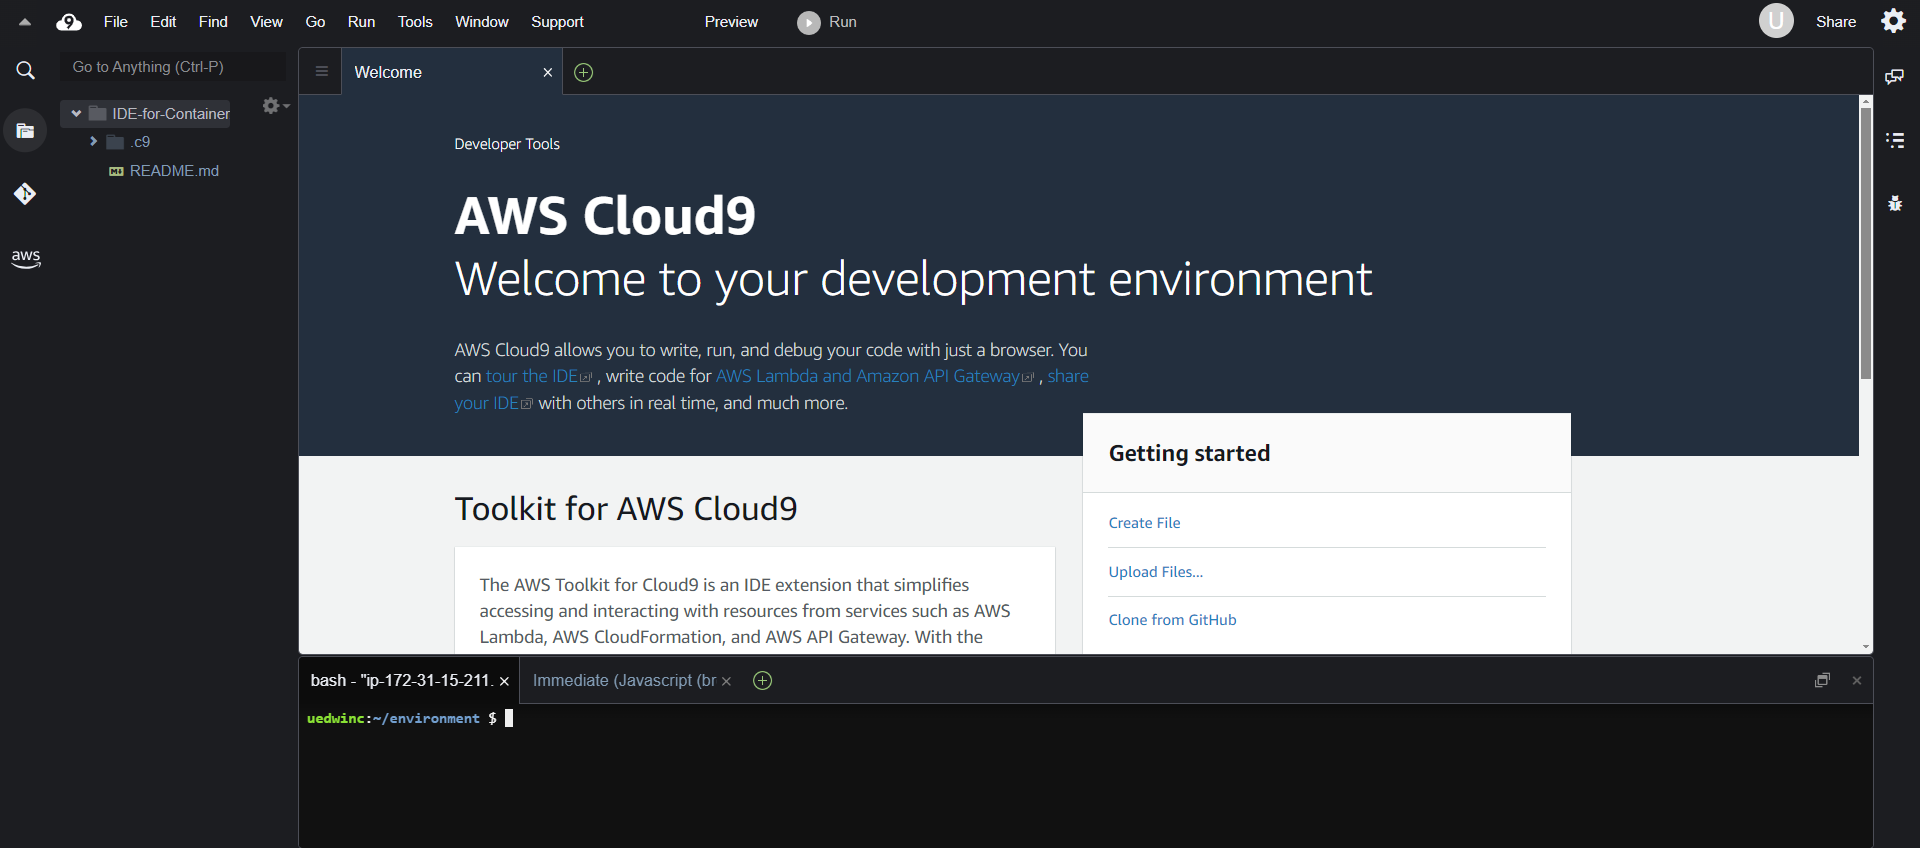 File Edit Find View Go Run Tools Window Support Preview Run U Share
Go to Anything (Ctrl-P)
IDE-for-Container
.c9
README.md
aws
Welcome
Developer Tools
AWS Cloud9
Welcome to your development environment
AWS Cloud9 allows you to write, run, and debug your code with just a browser. You
can tour the IDE , write code for AWS Lambda and Amazon API Gateway , share
your IDE with others in real time, and much more.
Toolkit for AWS Cloud9
The AWS Toolkit for Cloud9 is an IDE extension that simplifies
accessing and interacting with resources from services such as AWS
Lambda, AWS CloudFormation, and AWS API Gateway. With the
Getting started
Create File
Upload Files...
Clone from GitHub
bash - "ip-172-31-15-211. Immediate (Javascript (br
uedwinc:~/environment $